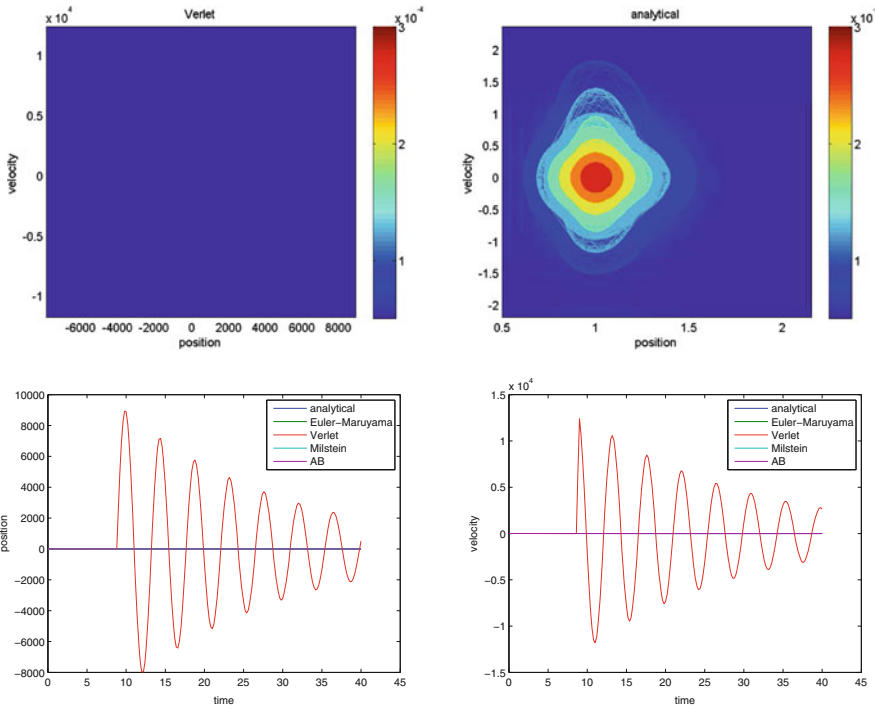 Verlet
x 10⁴
1
0.5
0
−0.5
−1
velocity
−6000 −4000 −2000 0 2000 4000 6000 8000
position
3
x 10⁻⁴
2
1
analytical
2
1.5
1
0.5
0
−0.5
−1
−1.5
−2
velocity
0.5 1 1.5 2
position
3
x 10
2
1
10000
8000
6000
4000
2000
0
−2000
−4000
−6000
−8000
position
0 5 10 15 20 25 30 35 40 45
time
analytical
Euler−Maruyama
Verlet
Milstein
AB
x 10⁴
1.5
1
0.5
0
−0.5
−1
−1.5
velocity
0 5 10 15 20 25 30 35 40 45
time
analytical
Euler−Maruyama
Verlet
Milstein
AB